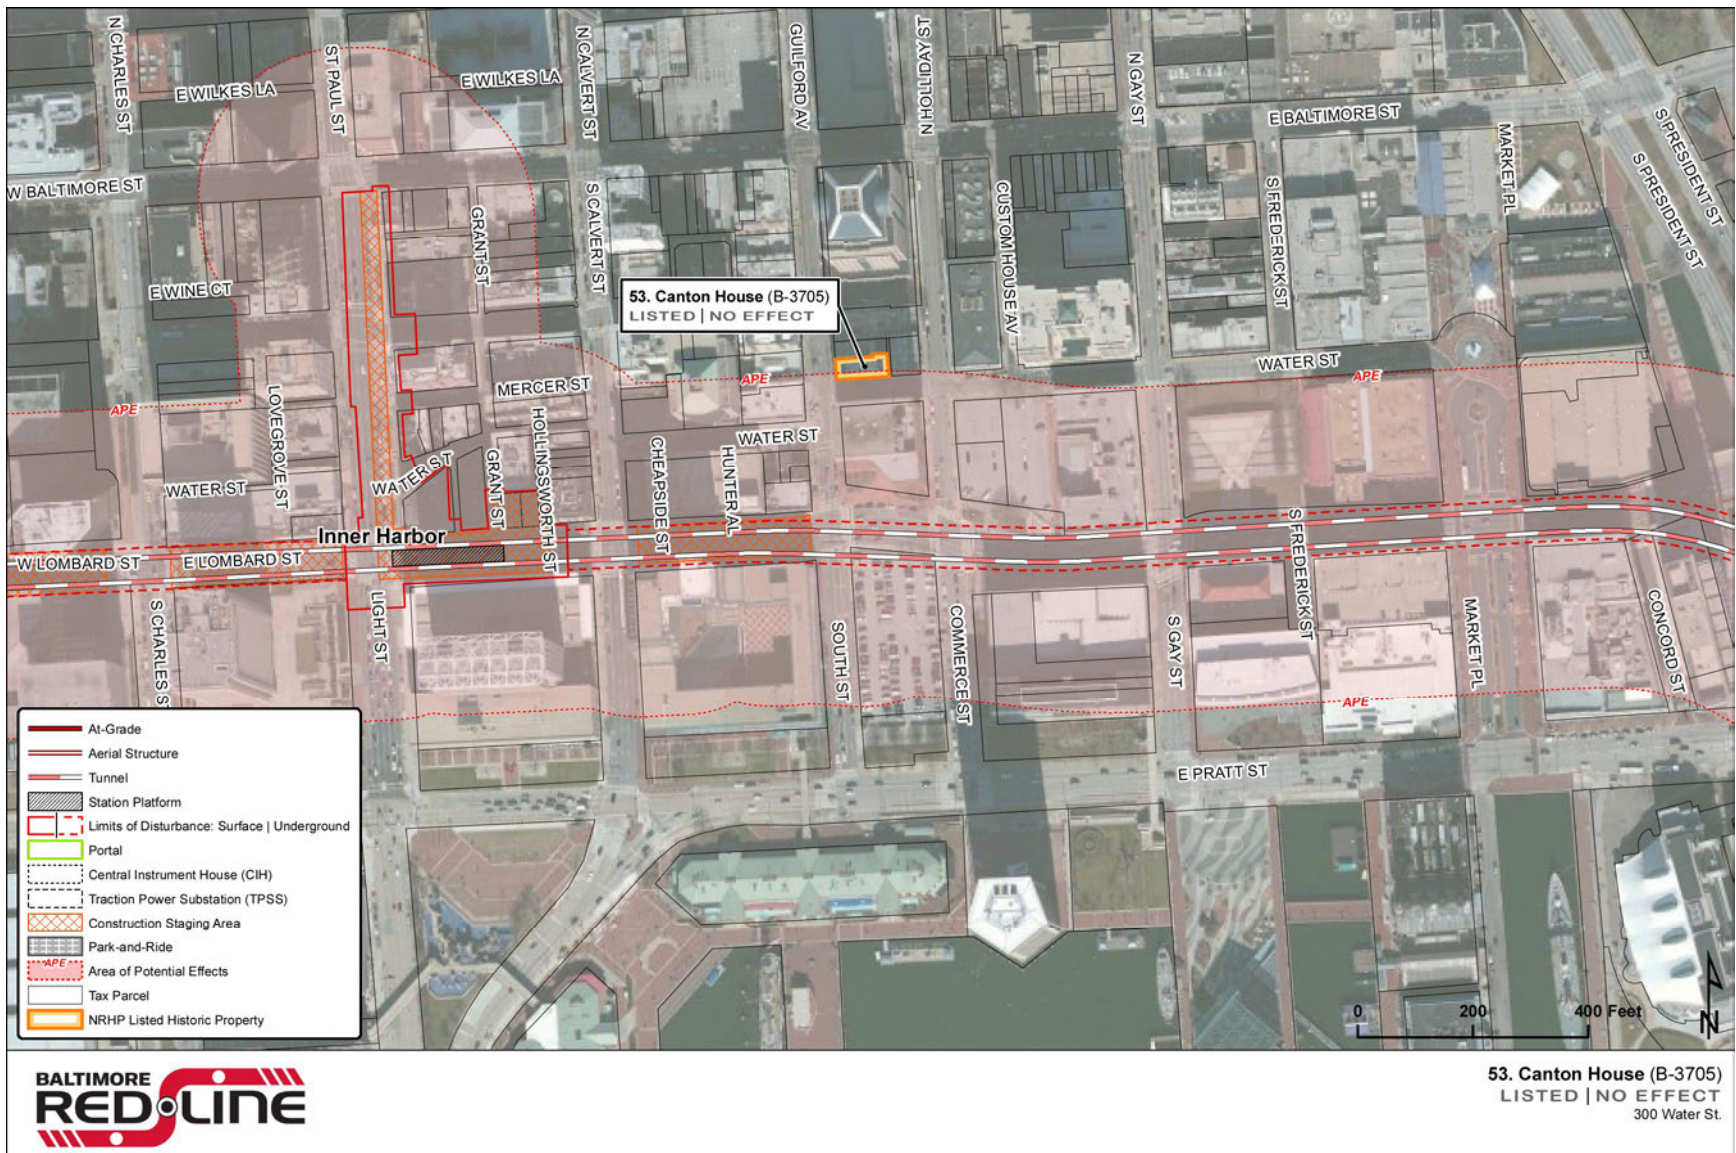 N CHARLES ST
E WILKES LA
ST PAUL ST
E WILKES LA
N CALVERT ST
GUILFORD AV
N HOLLIDAY ST
N GAY ST
E BALTIMORE ST
MARKET PL
S PRESIDENT ST
S PRESIDENT ST
W BALTIMORE ST
GRANT ST
S CALVERT ST
CUSTOM HOUSE AV
S FREDERICK ST
E WINE CT
53. Canton House (B-3705)
LISTED | NO EFFECT
WATER ST
APE
APE
APE
MERCER ST
LOVEGROVE ST
HOLLINGSWORTH ST
WATER ST
WATER ST
GRANT ST
CHEAPSIDE ST
HUNTER AL
WATER ST
Inner Harbor
W LOMBARD ST
E LOMBARD ST
S FREDERICK ST
S CHARLES ST
LIGHT ST
SOUTH ST
COMMERCE ST
S GAY ST
MARKET PL
CONCORD ST
APE
E PRATT ST
At-Grade
Aerial Structure
Tunnel
Station Platform
Limits of Disturbance: Surface | Underground
Portal
Central Instrument House (CIH)
Traction Power Substation (TPSS)
Construction Staging Area
Park-and-Ride
APE
Area of Potential Effects
Tax Parcel
NRHP Listed Historic Property
0 200 400 Feet
N
BALTIMORE
RED LINE
53. Canton House (B-3705)
LISTED | NO EFFECT
300 Water St.